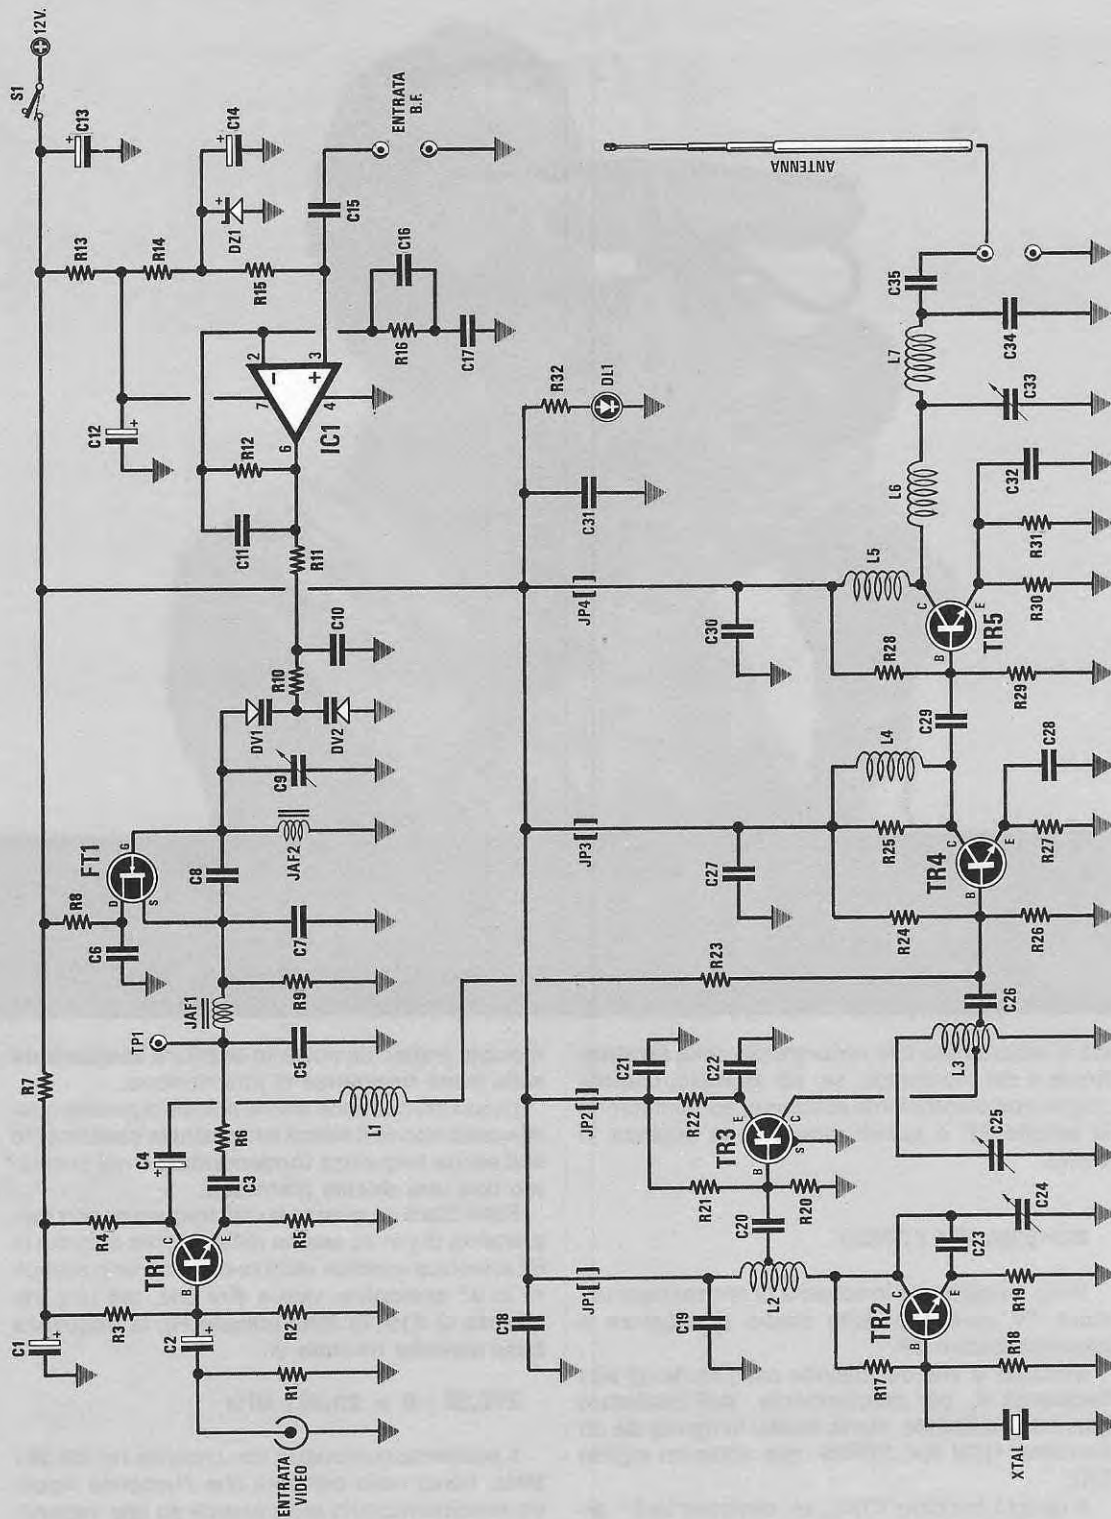 S1
12V.
C13
C14
ENTRATA
B.F.
ANTENNA
R13
R14
DZ1
R15
C15
C16
R16
C17
C12
7
2
3
4
6
IC1
R12
C11
R11
C10
R10
DV1
DV2
C9
JAF2
C8
FT1
G
D
S
R8
C6
C7
R9
JAF1
TP1
C5
R7
R6
C4
C3
L1
R4
C
E
B
TR1
R5
R3
C1
C2
R2
R1
ENTRATA
VIDEO
R32
DL1
C31
JP4
C30
L5
R28
C
E
B
TR5
R29
R30
R31
C32
L6
L7
C33
C34
C35
JP3
C27
L4
R25
R24
C29
C
E
B
TR4
R26
R27
C28
R23
C26
L3
C25
JP2
C21
C22
R22
R21
E
B
C
S
TR3
R20
C20
JP1
C18
C19
L2
C24
C23
R19
C
E
B
TR2
R17
R18
XTAL